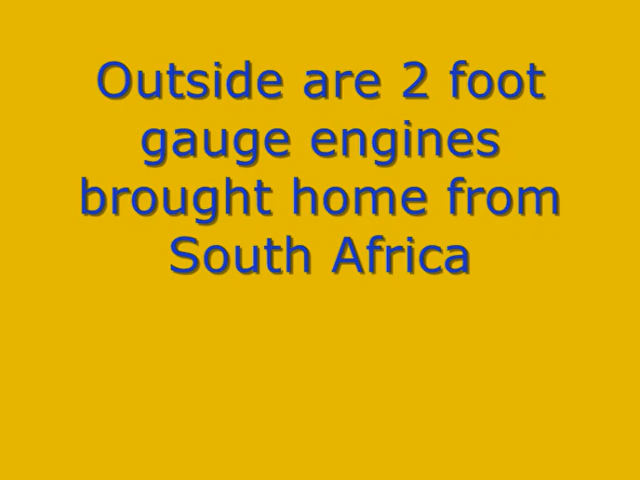 Outside are 2 foot
gauge engines
brought home from
South Africa